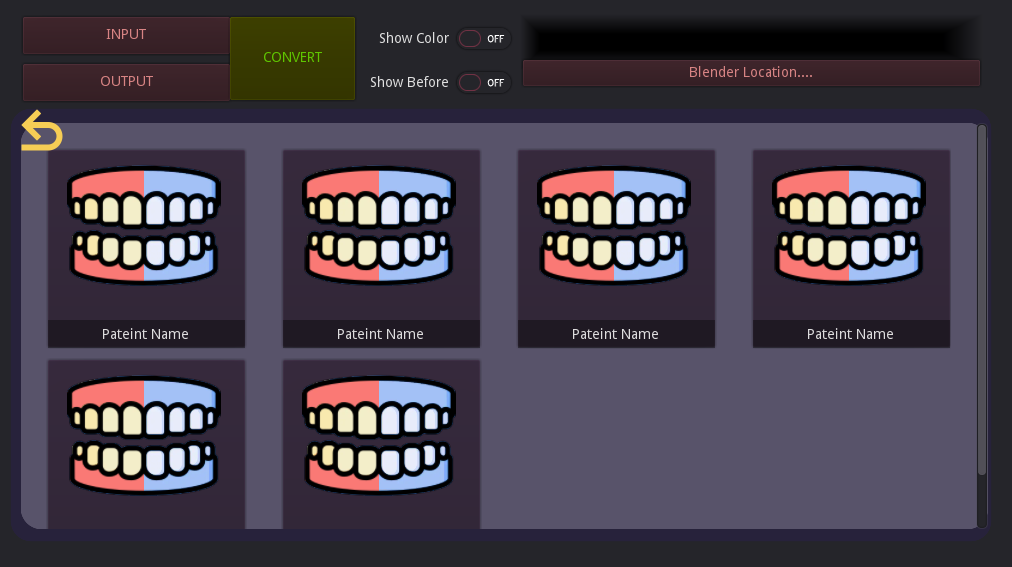 INPUT
OUTPUT
CONVERT
Show Color OFF
Show Before OFF
Blender Location....
Pateint Name
Pateint Name
Pateint Name
Pateint Name